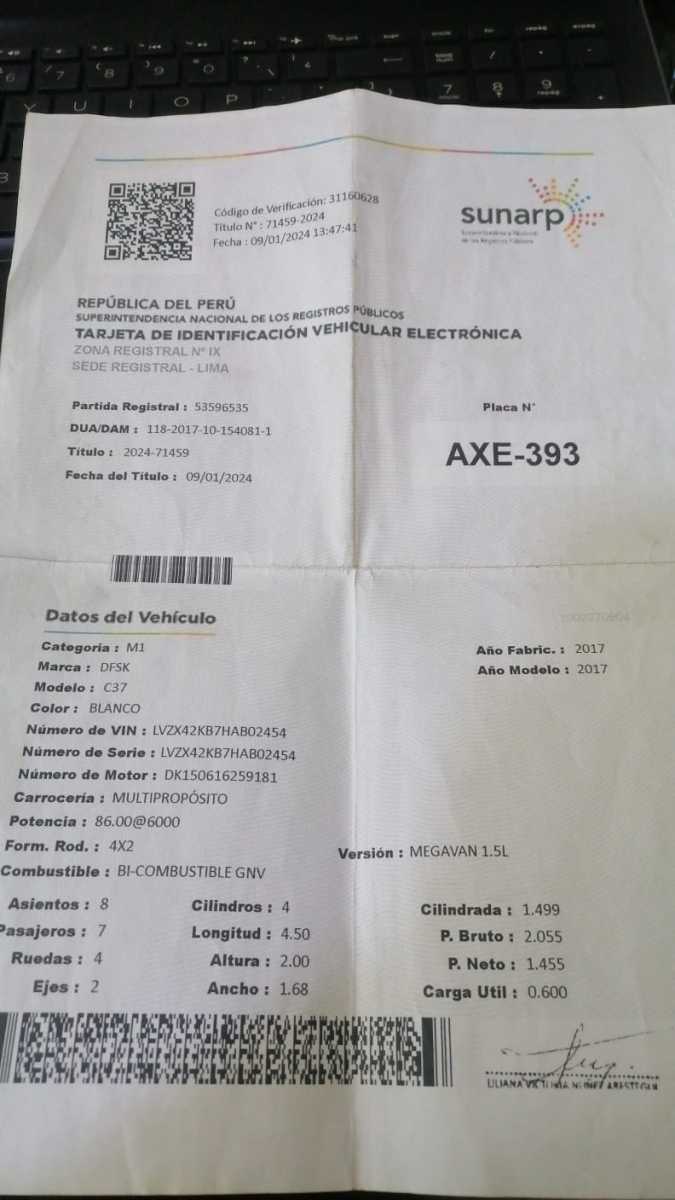 Código de Verificación: 31160628
Título N° : 71459-2024
Fecha : 09/01/2024 13:47:41
sunarp
Superintendencia Nacional
de los Registros Públicos
REPÚBLICA DEL PERÚ
SUPERINTENDENCIA NACIONAL DE LOS REGISTROS PÚBLICOS
TARJETA DE IDENTIFICACIÓN VEHICULAR ELECTRÓNICA
ZONA REGISTRAL N° IX
SEDE REGISTRAL - LIMA
Partida Registral : 53596535
DUA/DAM : 118-2017-10-154081-1
Título : 2024-71459
Fecha del Título : 09/01/2024
Placa N°
AXE-393
Datos del Vehículo
Categoria : M1
Marca : DFSK
Modelo : C37
Color : BLANCO
Número de VIN : LVZX42KB7HAB02454
Número de Serie : LVZX42KB7HAB02454
Número de Motor : DK150616259181
Carrocería : MULTIPROPÓSITO
Potencia : 86.00@6000
Form. Rod. : 4X2
Combustible : BI-COMBUSTIBLE GNV
Año Fabric. : 2017
Año Modelo : 2017
Versión : MEGAVAN 1.5L
Asientos : 8 Cilindros : 4 Cilindrada : 1.499
Pasajeros : 7 Longitud : 4.50 P. Bruto : 2.055
Ruedas : 4 Altura : 2.00 P. Neto : 1.455
Ejes : 2 Ancho : 1.68 Carga Util : 0.600